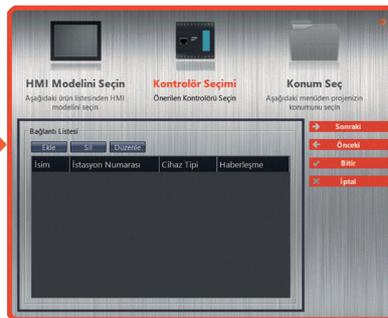 HMI Modelini Seçin
Aşağıdaki ürün listesinden HMI
modelini seçin
Kontrolör Seçimi
Önerilen Kontrolörü Seçin
Konum Seç
Aşağıdaki menüden projenizin
konumunu seçin
Bağlantı Listesi
Ekle Sil Düzenle
İsim İstasyon Numarası Cihaz Tipi Haberleşme
Sonraki
Önceki
Bitir
İptal